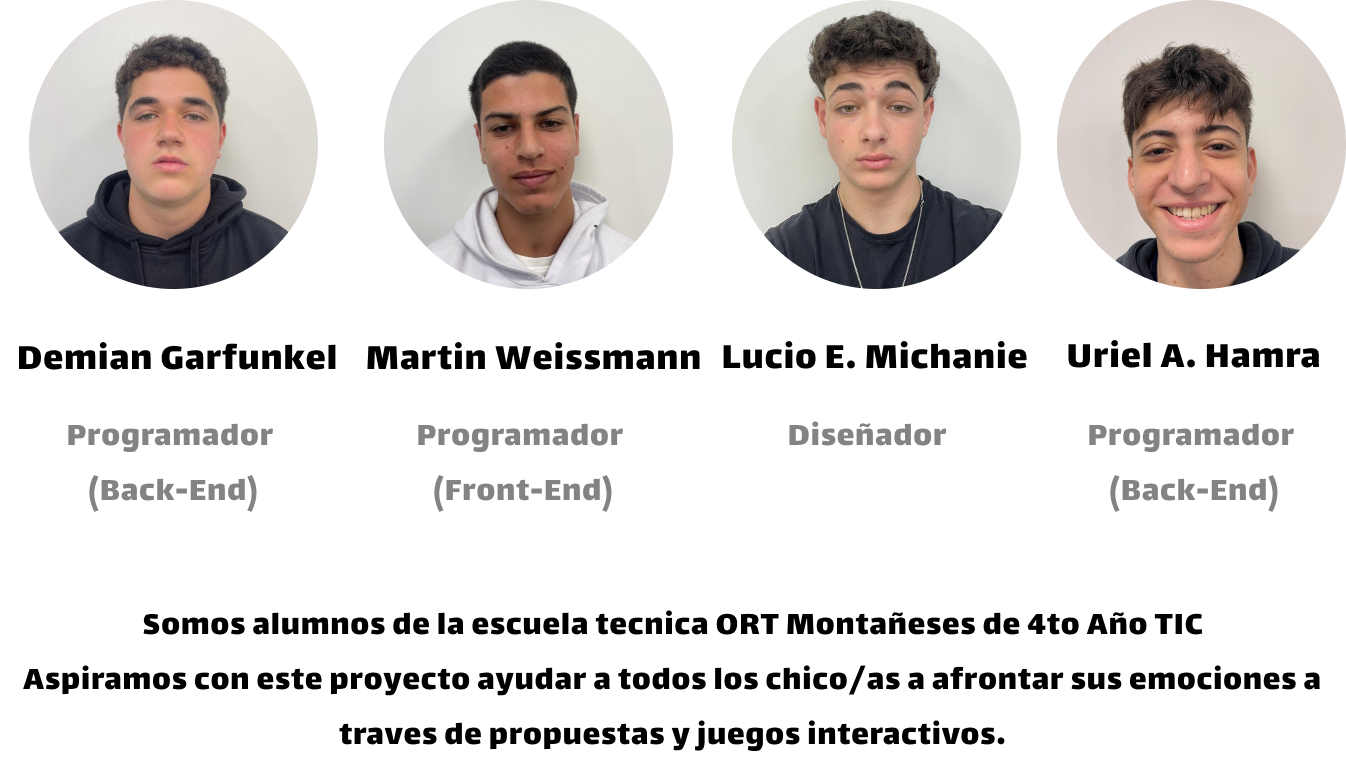 Demian Garfunkel Martin Weissmann Lucio E. Michanie Uriel A. Hamra
Programador Programador Diseñador Programador
(Back-End) (Front-End) (Back-End)
Somos alumnos de la escuela tecnica ORT Montañeses de 4to Año TIC
Aspiramos con este proyecto ayudar a todos los chico/as a afrontar sus emociones a
traves de propuestas y juegos interactivos.